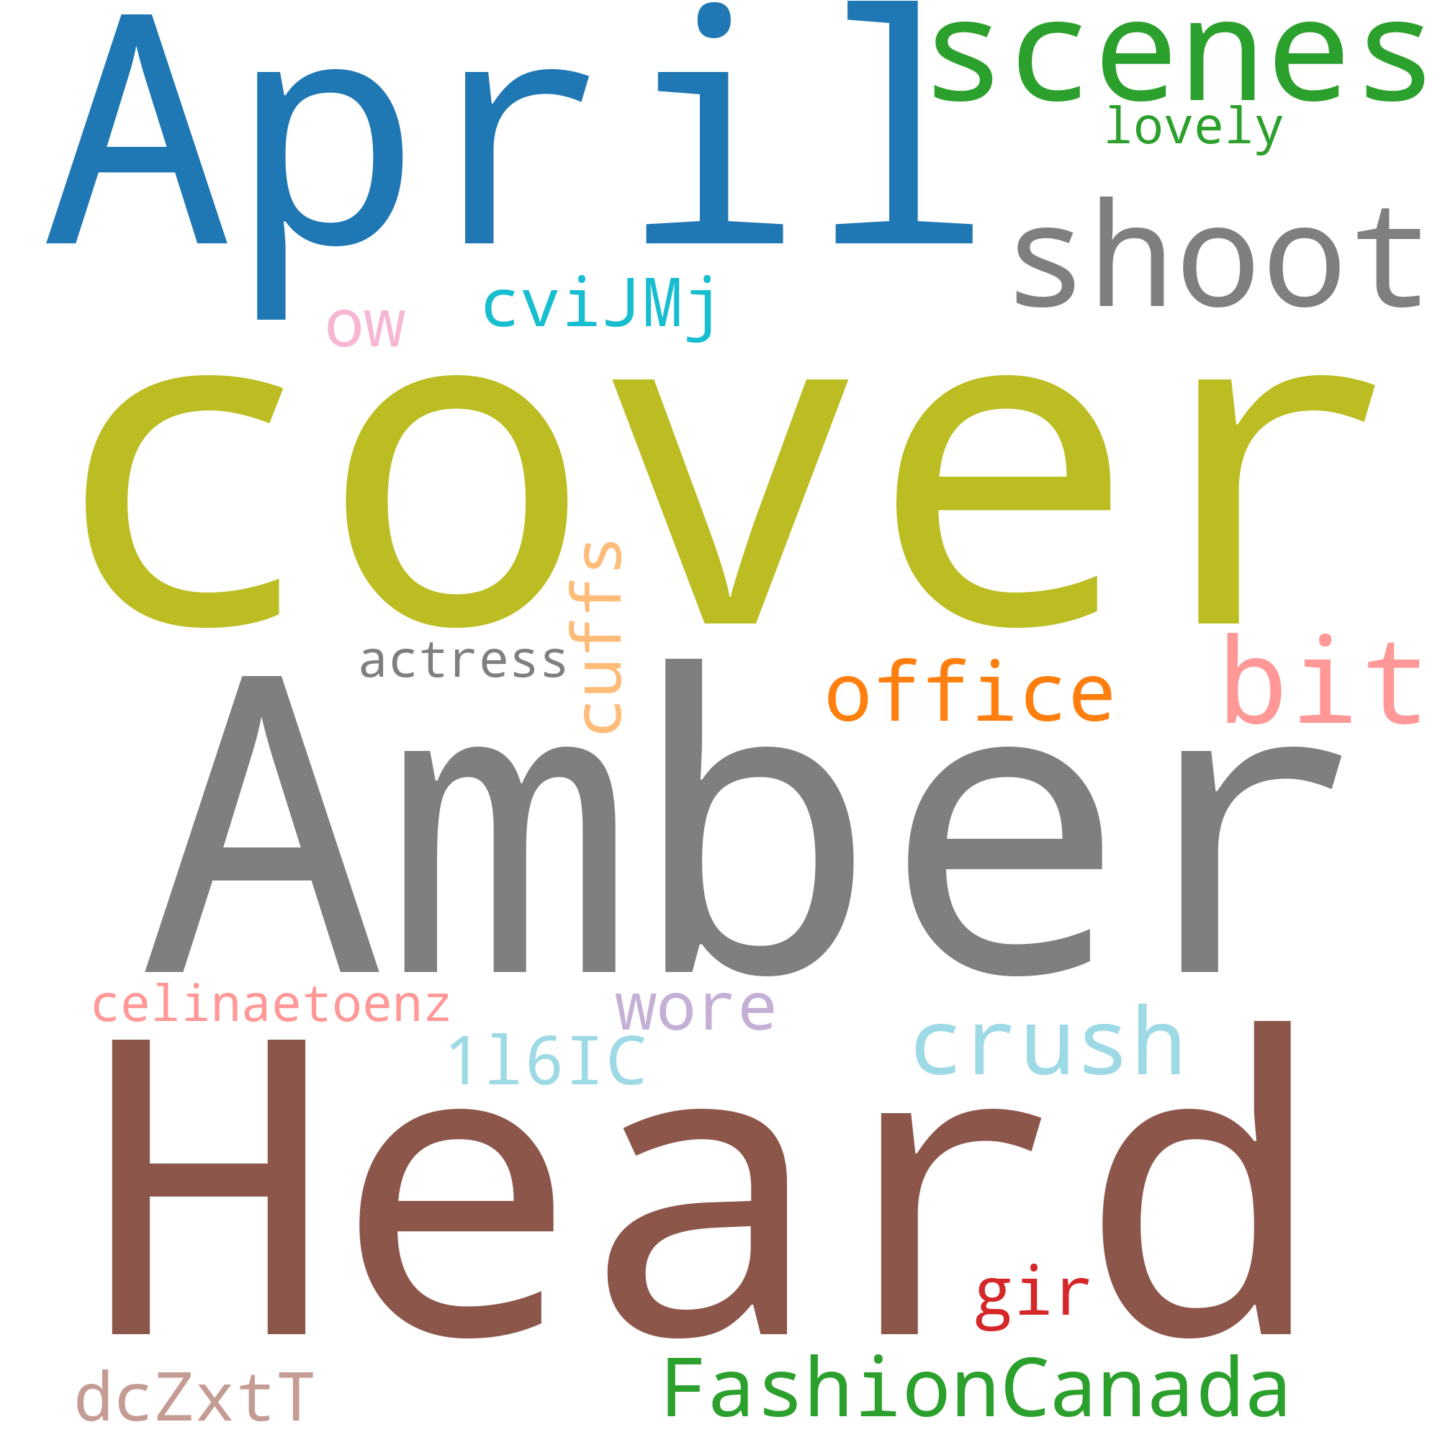 April
scenes
lovely
shoot
ow
cviJMj
cover
cuffs
actress
office
bit
Amber
celinaetoenz
wore
1l6IC
crush
Heard
gir
dcZxtT
FashionCanada